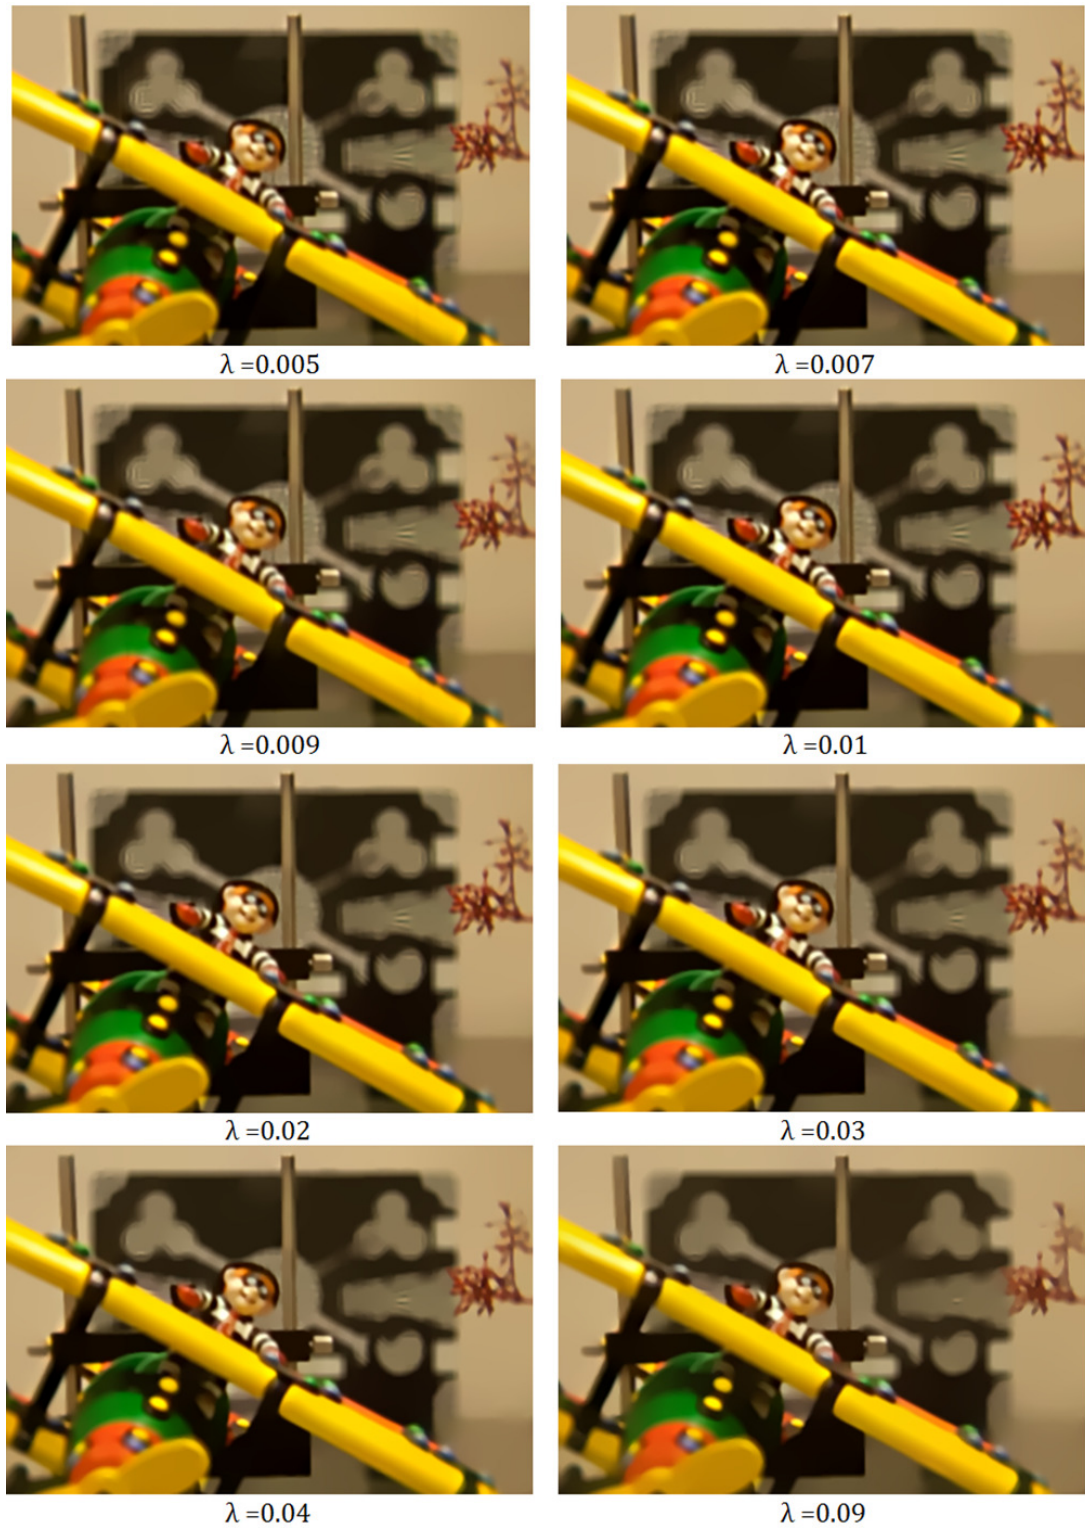 λ =0.005
λ =0.007
λ =0.009
λ =0.01
λ =0.02
λ =0.03
λ =0.04
λ =0.09